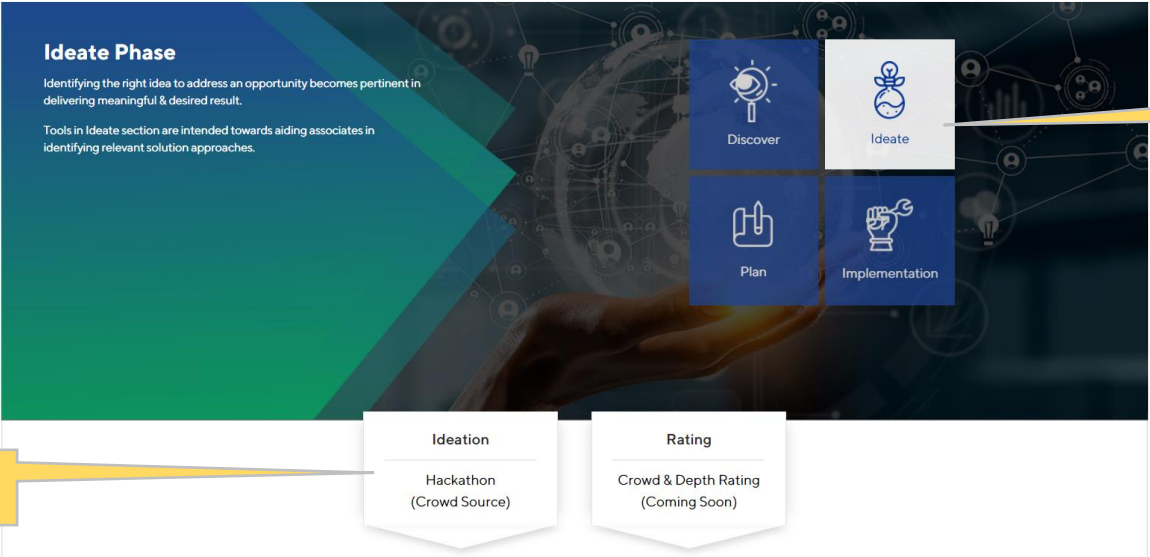 Ideate Phase
Identifying the right idea to address an opportunity becomes pertinent in
delivering meaningful & desired result.
Tools in Ideate section are intended towards aiding associates in
identifying relevant solution approaches.
Discover
Ideate
Plan
Implementation
Ideation
Hackathon
(Crowd Source)
Rating
Crowd & Depth Rating
(Coming Soon)